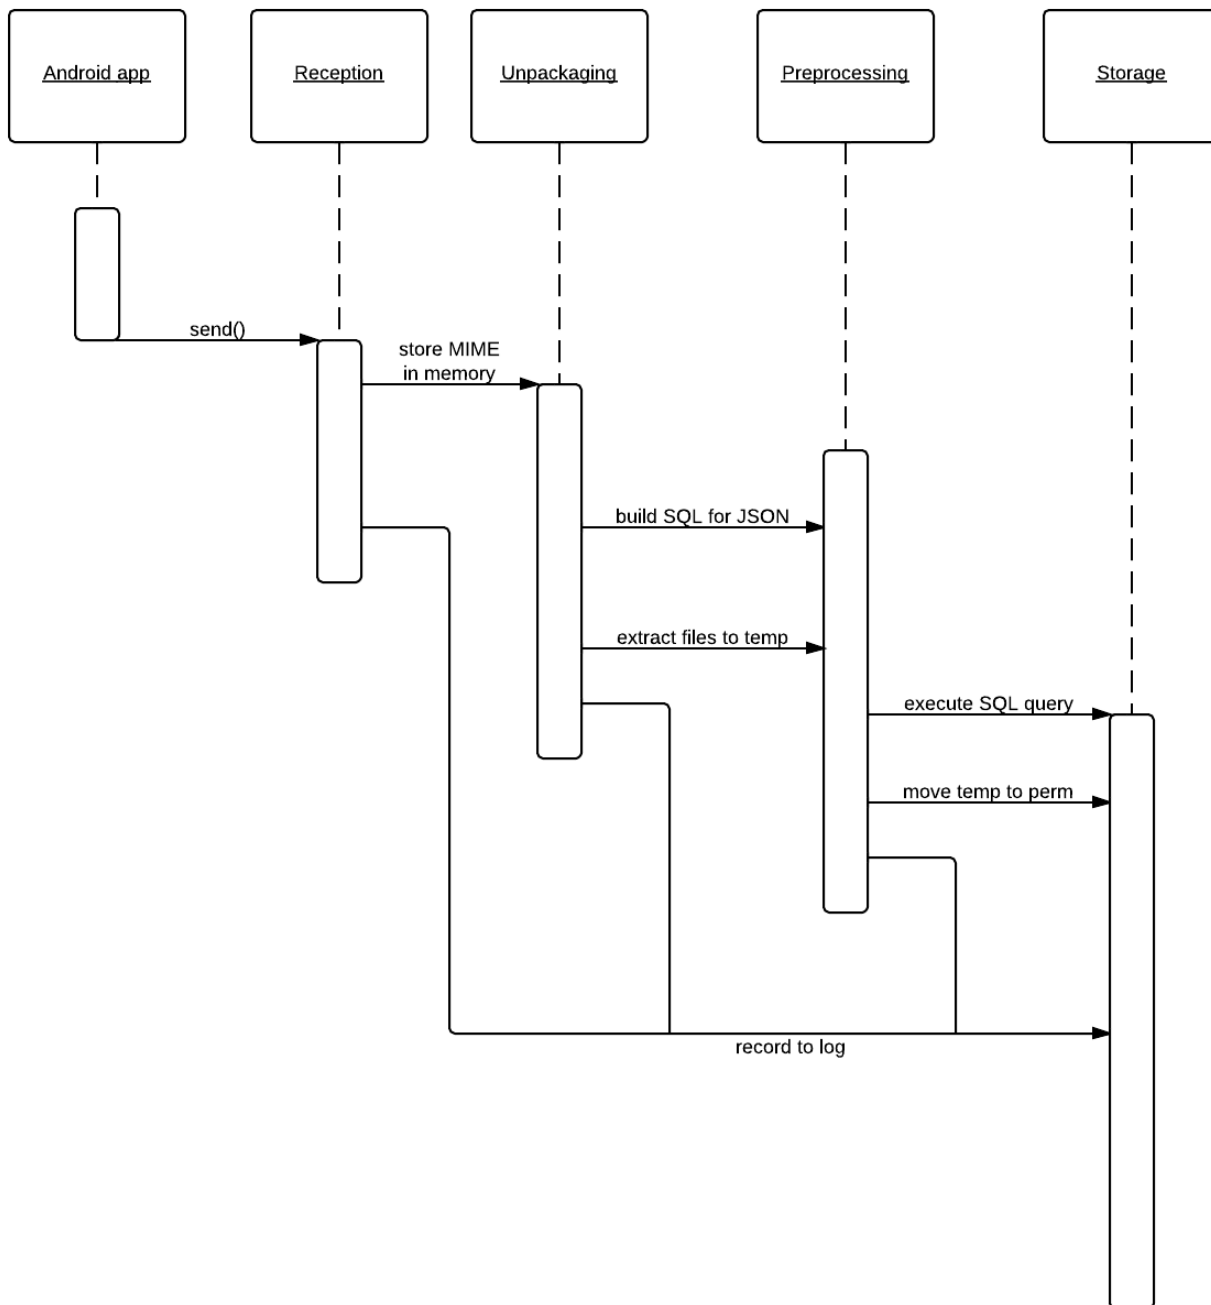 Android app
Reception
Unpackaging
Preprocessing
Storage
send()
store MIME
in memory
build SQL for JSON
extract files to temp
execute SQL query
move temp to perm
record to log